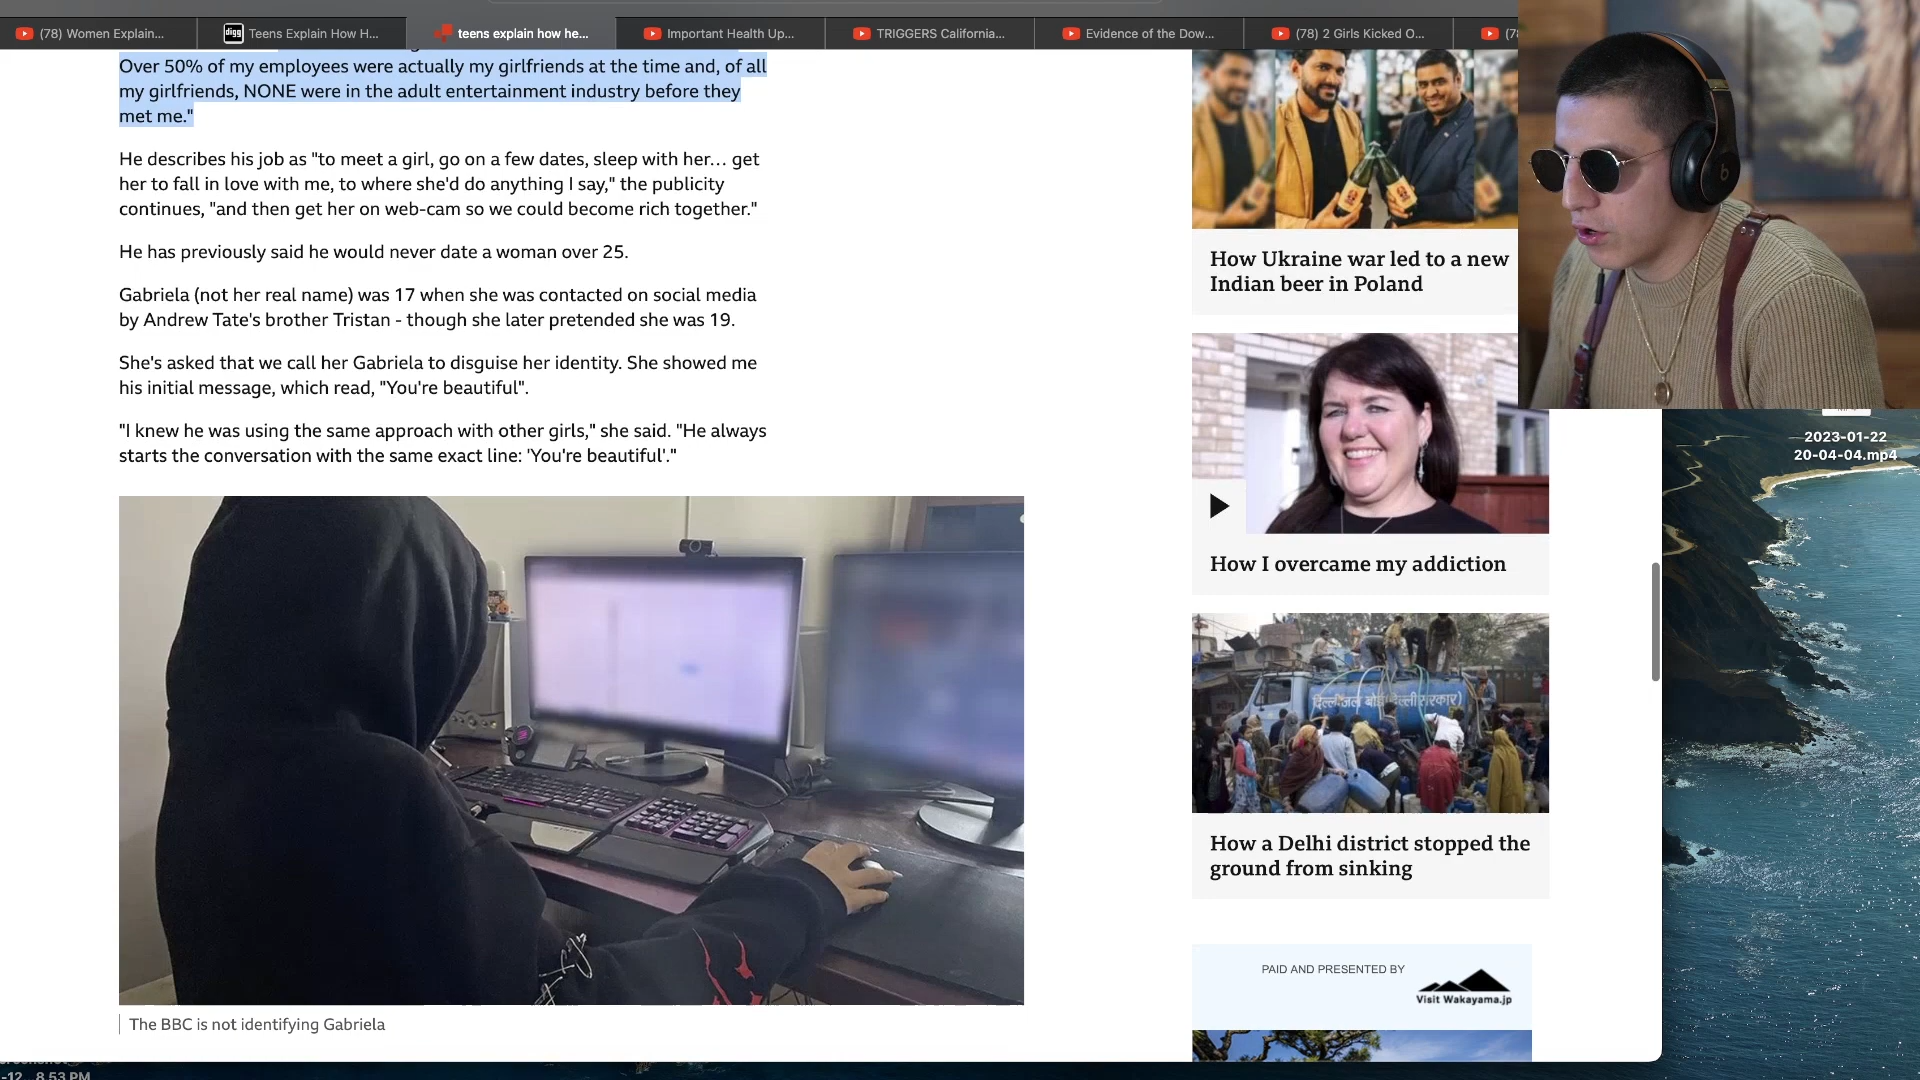 (78) Women Explain...
Teens Explain How H...
teens explain how he...
Important Health Up...
TRIGGERS California...
Evidence of the Dow...
(78) 2 Girls Kicked O...
digg
Over 50% of my employees were actually my girlfriends at the time and, of all
my girlfriends, NONE were in the adult entertainment industry before they
met me."
He describes his job as "to meet a girl, go on a few dates, sleep with her... get
her to fall in love with me, to where she'd do anything I say," the publicity
continues, "and then get her on web-cam so we could become rich together."
He has previously said he would never date a woman over 25.
Gabriela (not her real name) was 17 when she was contacted on social media
by Andrew Tate's brother Tristan - though she later pretended she was 19.
She's asked that we call her Gabriela to disguise her identity. She showed me
his initial message, which read, "You're beautiful".
"I knew he was using the same approach with other girls," she said. "He always
starts the conversation with the same exact line: 'You're beautiful'."
The BBC is not identifying Gabriela
How Ukraine war led to a new
Indian beer in Poland
How I overcame my addiction
How a Delhi district stopped the
ground from sinking
PAID AND PRESENTED BY
Visit Wakayama.jp
2023-01-22
20-04-04.mp4
-12...8.53 PM